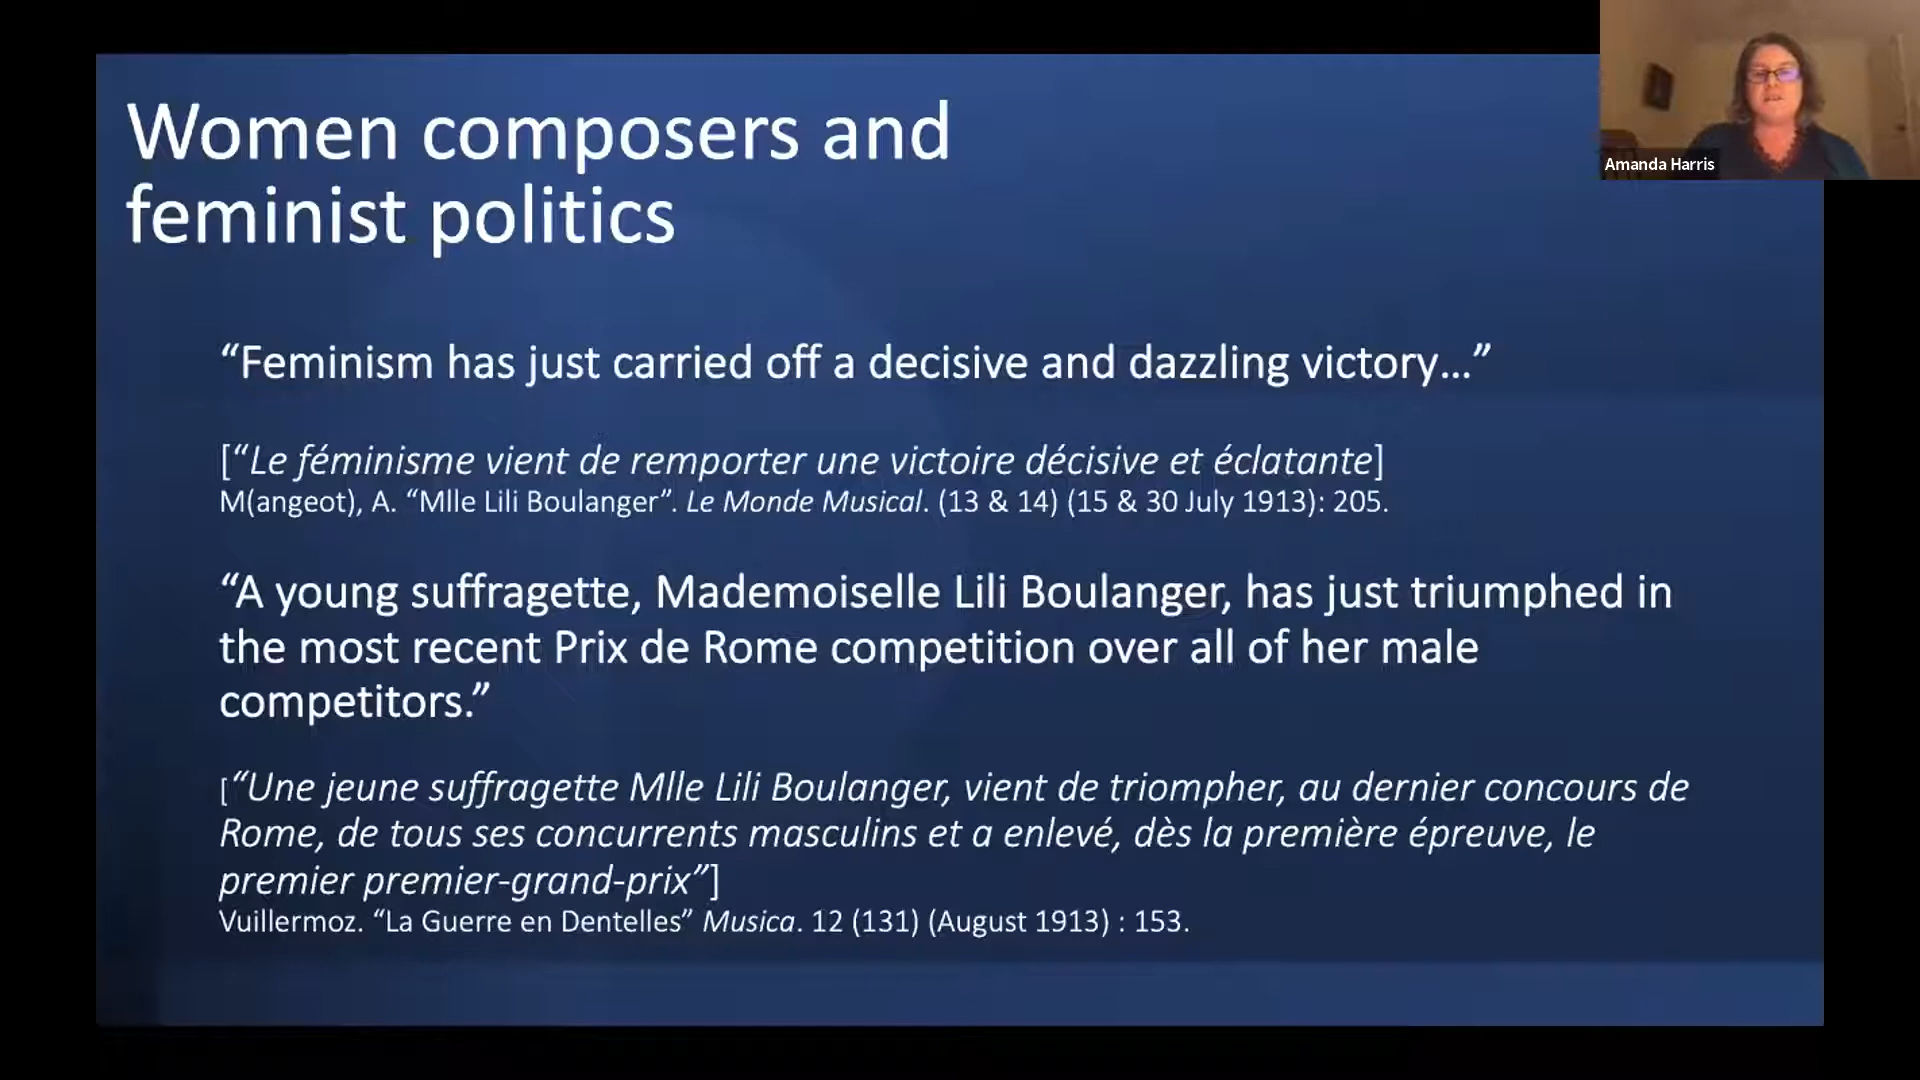 Women composers and
feminist politics
“Feminism has just carried off a decisive and dazzling victory…”
[“Le féminisme vient de remporter une victoire décisive et éclatante]
M(angeot), A. “Mlle Lili Boulanger”. Le Monde Musical. (13 & 14) (15 & 30 July 1913): 205.
“A young suffragette, Mademoiselle Lili Boulanger, has just triumphed in
the most recent Prix de Rome competition over all of her male
competitors.”
[“Une jeune suffragette Mlle Lili Boulanger, vient de triompher, au dernier concours de
Rome, de tous ses concurrents masculins et a enlevé, dès la première épreuve, le
premier premier-grand-prix”]
Vuillermoz. “La Guerre en Dentelles” Musica. 12 (131) (August 1913) : 153.
Amanda Harris